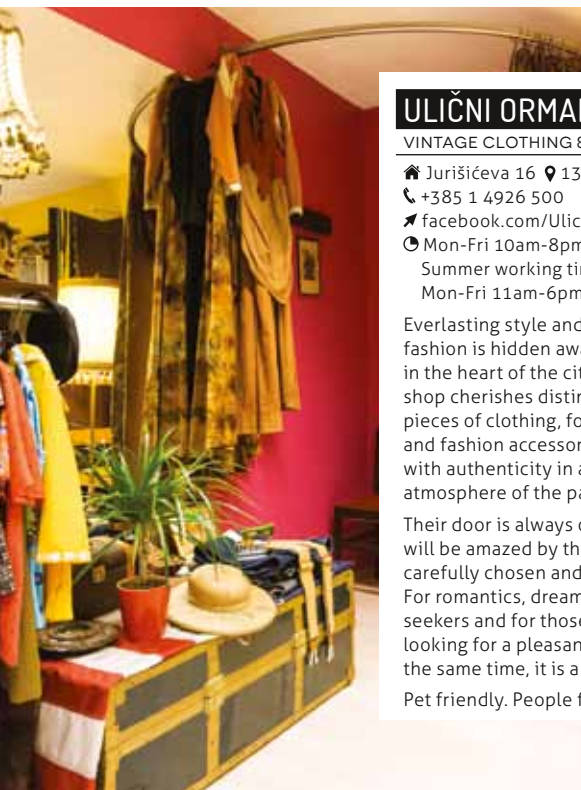 ULIČNI ORMA
VINTAGE CLOTHING &
Jurišićeva 16 13
+385 1 4926 500
facebook.com/Ulic
Mon-Fri 10am-8pm
Summer working ti
Mon-Fri 11am-6pm
Everlasting style and
fashion is hidden aw
in the heart of the ci
shop cherishes disti
pieces of clothing, fo
and fashion accessor
with authenticity in a
atmosphere of the pa
Their door is always
will be amazed by th
carefully chosen and
For romantics, dream
seekers and for those
looking for a pleasan
the same time, it is a
Pet friendly. People f